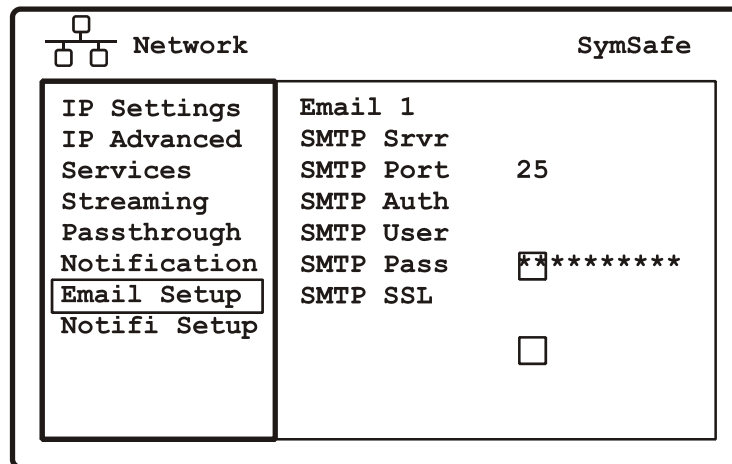 Network SymSafe
IP Settings
IP Advanced
Services
Streaming
Passthrough
Notification
Email Setup
Notifi Setup
Email 1
SMTP Srvr
SMTP Port 25
SMTP Auth
SMTP User
SMTP Pass **********
SMTP SSL